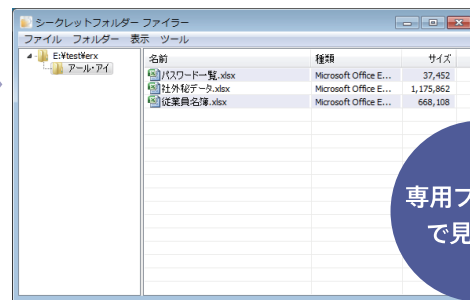 シークレットフォルダー ファイラー
ファイル フォルダー 表示 ツール
E:¥test¥erx
アール・アイ
名前 種類 サイズ
パスワード一覧.xlsx Microsoft Office E... 37,452
社外秘データ.xlsx Microsoft Office E... 1,175,862
従業員名簿.xlsx Microsoft Office E... 668,108
専用フ
で見